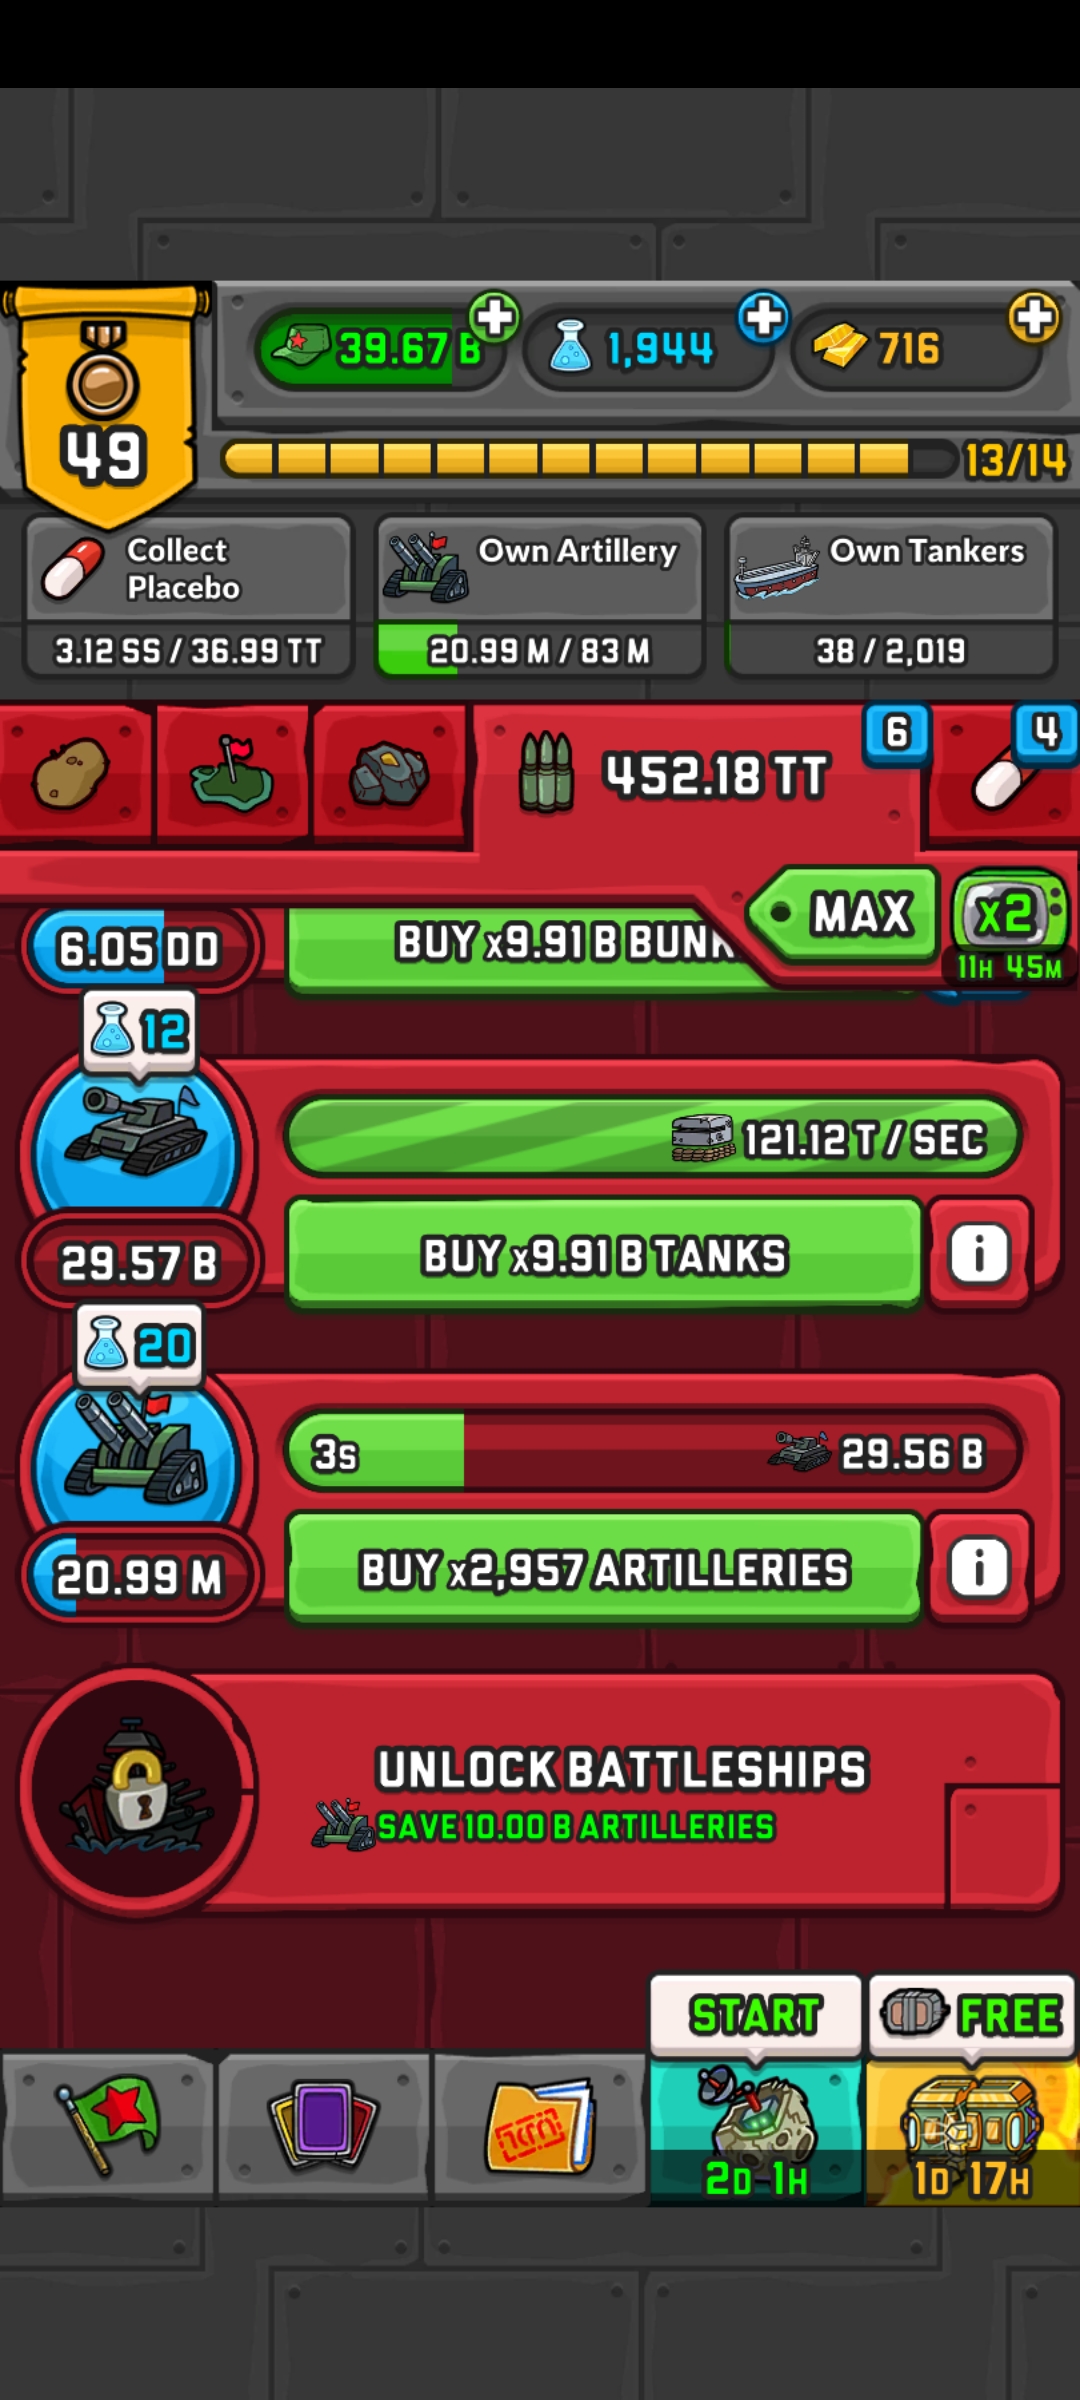 39.67 B
1,944
716
49
13/14
Collect
Placebo
3.12 SS / 36.99 TT
Own Artillery
20.99 M / 83 M
Own Tankers
38 / 2,019
452.18 TT
6
4
MAX
x2
11H 45M
6.05 DD
BUY x9.91 B BUN
12
121.12 T / SEC
29.57 B
BUY x9.91 B TANKS
i
20
3s
29.56 B
20.99 M
BUY x2,957 ARTILLERIES
i
UNLOCK BATTLESHIPS
SAVE 10.00 B ARTILLERIES
START
FREE
2D 1H
1D 17H